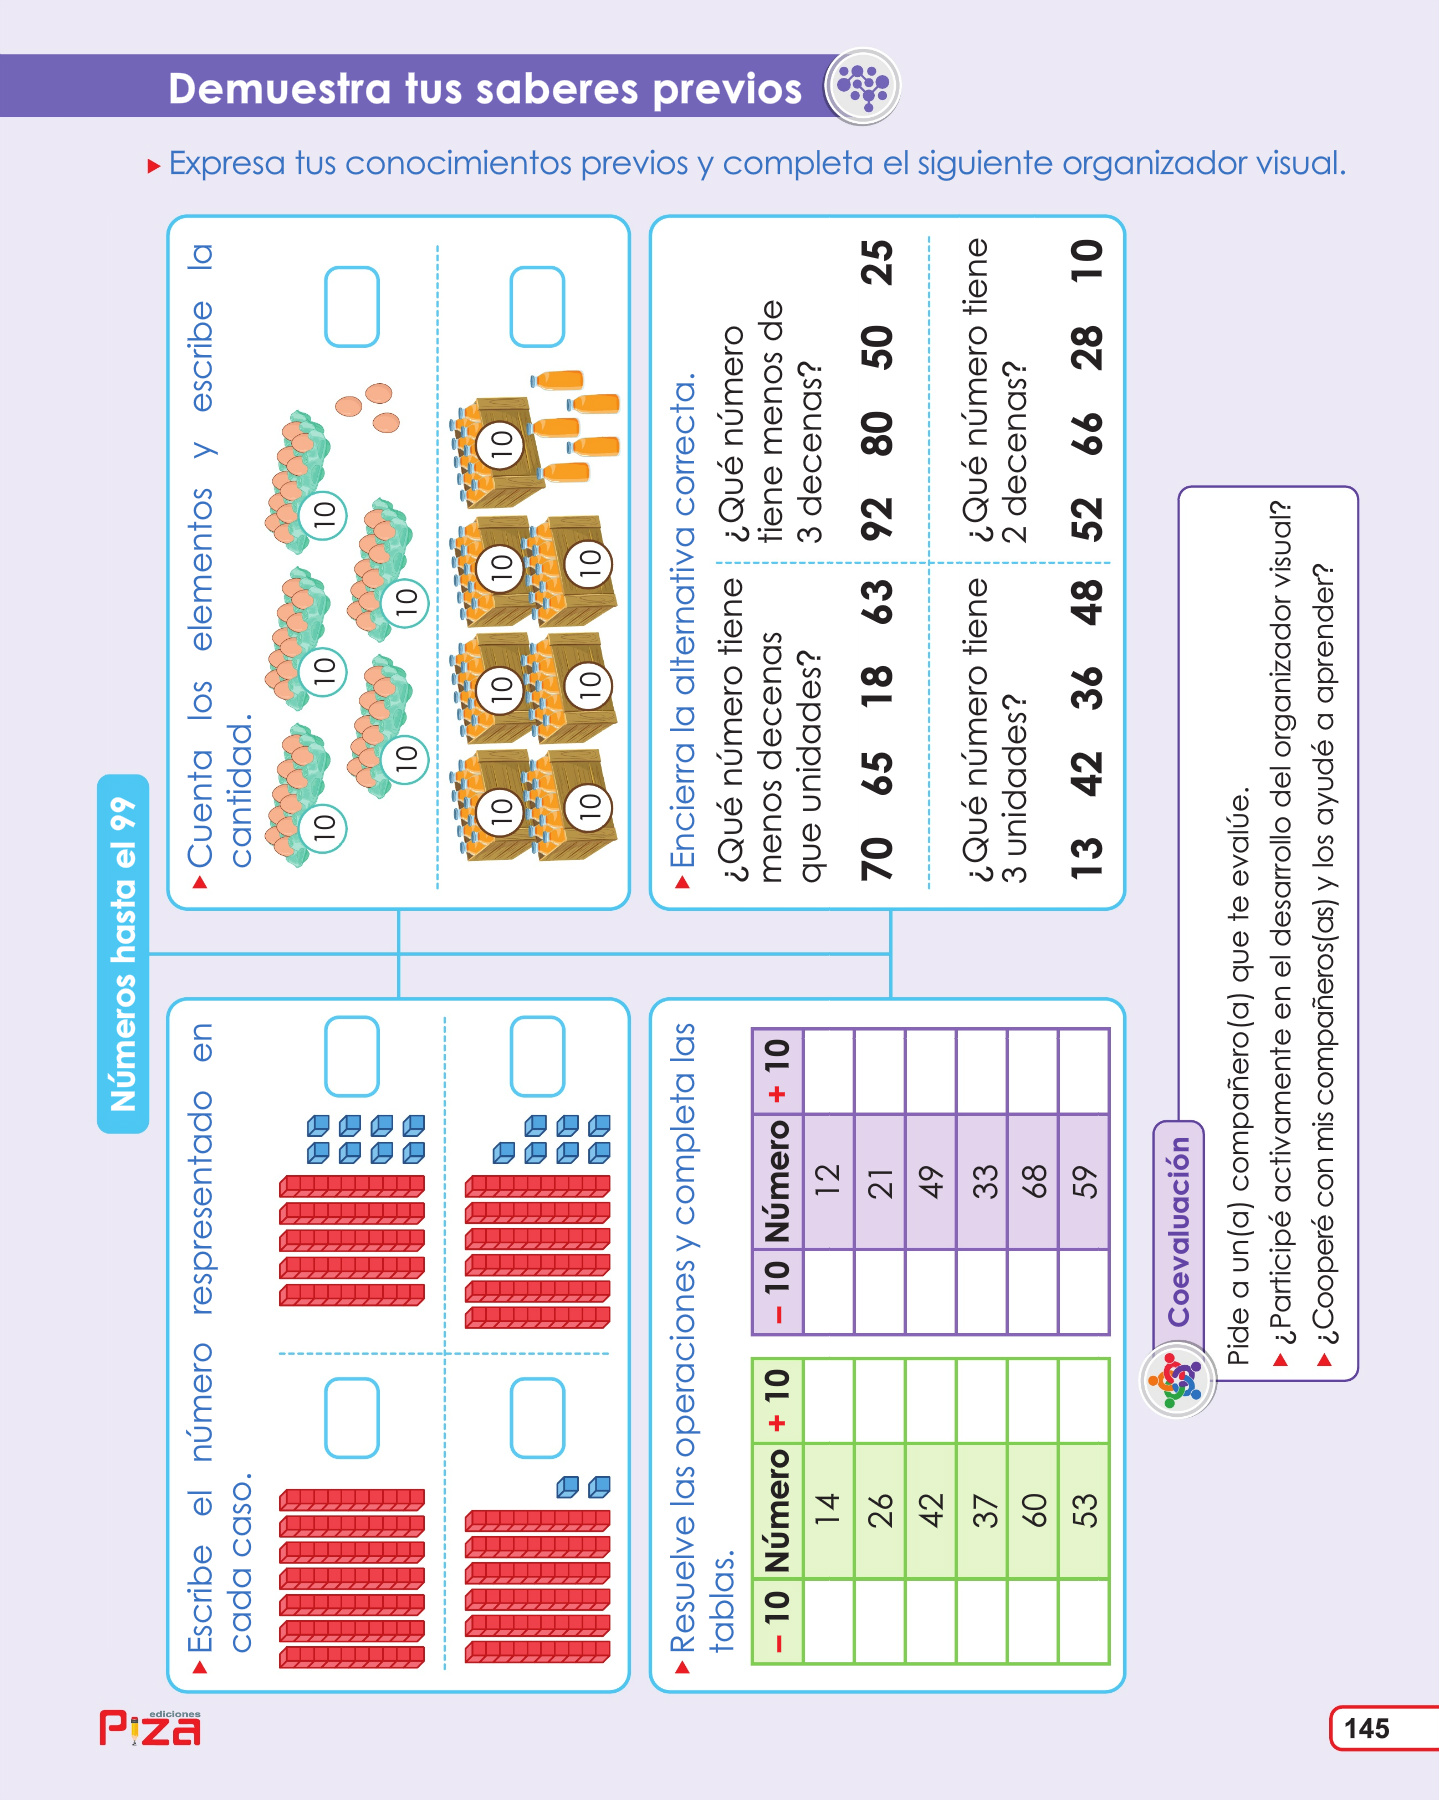 Demuestra tus saberes previos
Expresa tus conocimientos previos y completa el siguiente organizador visual.
Números hasta el 99
Escribe el número respresentado en
cada caso.
Cuenta los elementos y escribe la
cantidad.
10
10
10
10
10
10
10
10
10
10
10
10
Resuelve las operaciones y completa las
tablas.
– 10 Número + 10
14
26
42
37
60
53
– 10 Número + 10
12
21
49
33
68
59
Encierra la alternativa correcta.
¿Qué número tiene
menos decenas
que unidades?
70 65 18 63
¿Qué número
tiene menos de
3 decenas?
92 80 50 25
¿Qué número tiene
3 unidades?
13 42 36 48
¿Qué número tiene
2 decenas?
52 66 28 10
Coevaluación
Pide a un(a) compañero(a) que te evalúe.
¿Participé activamente en el desarrollo del organizador visual?
¿Cooperé con mis compañeros(as) y los ayudé a aprender?
ediciones
Piza
145